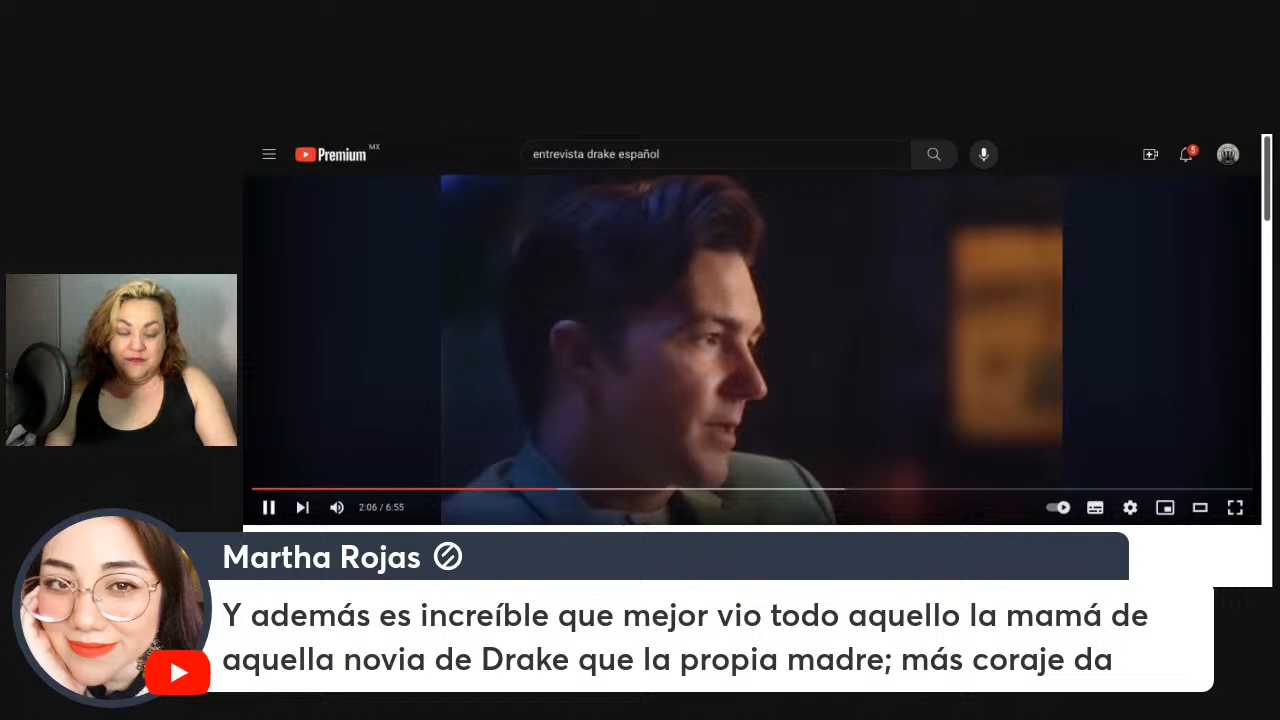 Premium MX
entrevista drake español
5
2:06 / 6:55
Martha Rojas
Y además es increíble que mejor vio todo aquello la mamá de
aquella novia de Drake que la propia madre; más coraje da